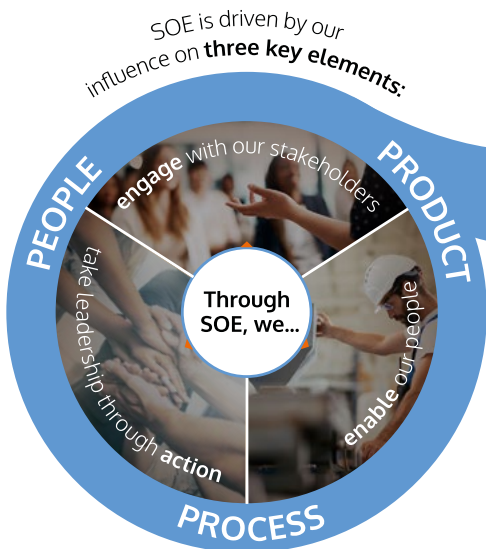 SOE is driven by our
influence on three key elements:
PEOPLE
PRODUCT
PROCESS
engage with our stakeholders
enable our people
take leadership through action
Through
SOE, we...